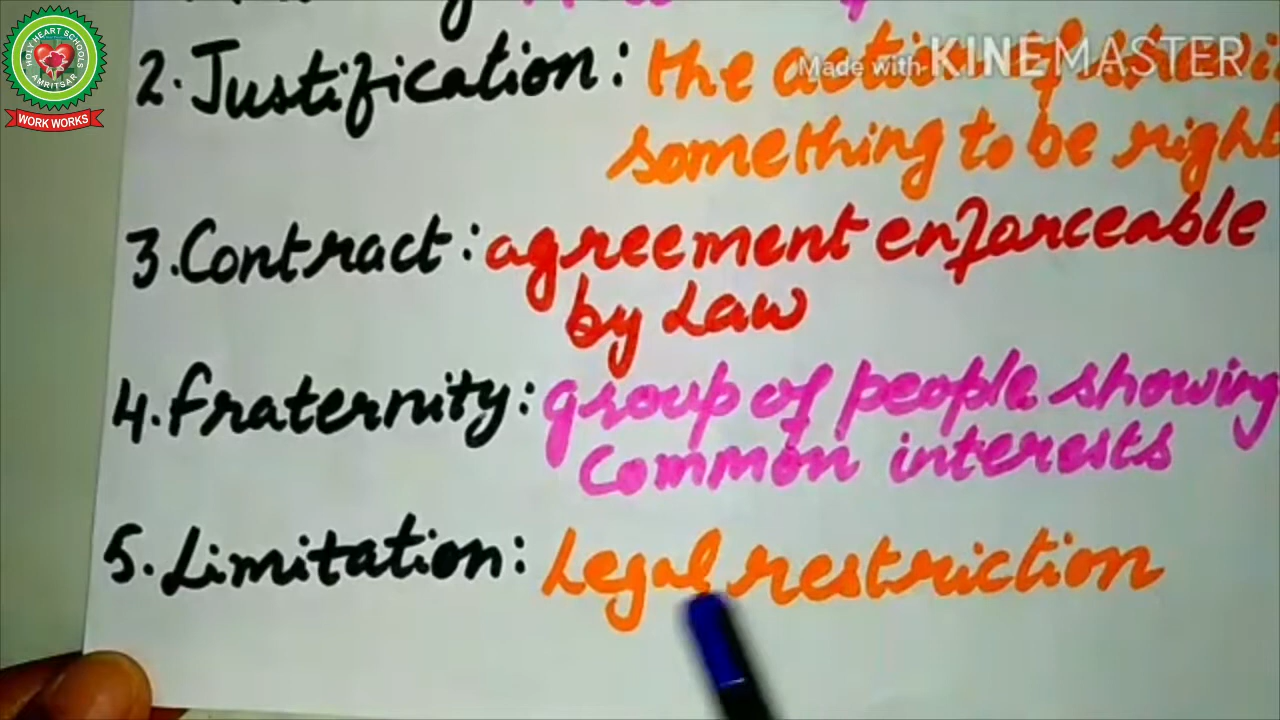 HOLY HEART SCHOOLS
AMRITSAR
WORK WORKS
Made with KINEMASTER
2. Justification: the action of
something to be right
3. Contract: agreement enforceable
by Law
4. fraternity: group of people showing
Common interests
5. Limitation: Legal restriction